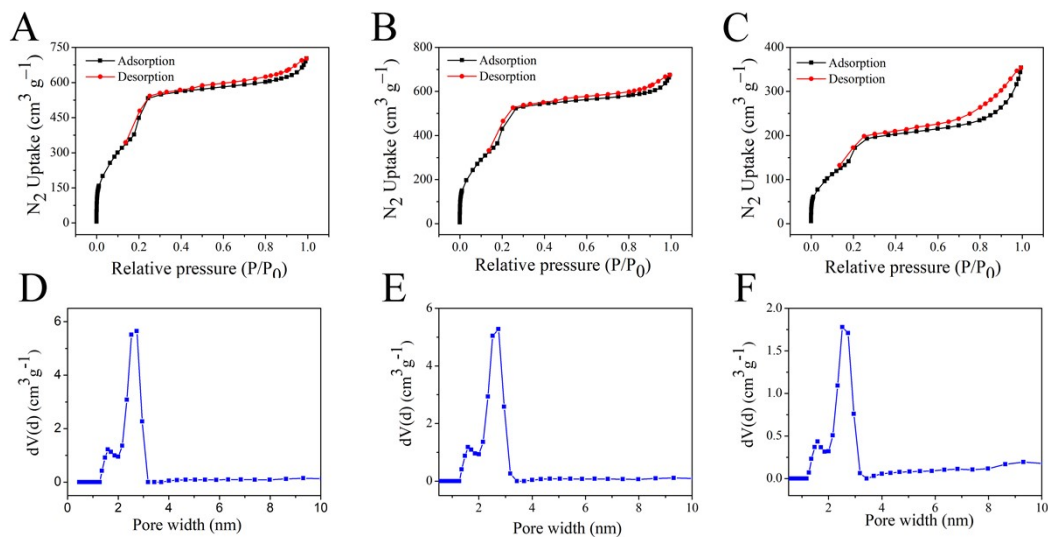 A
750
600
450
300
150
0
N2 Uptake (cm3 g−1)
Adsorption
Desorption
0.0 0.2 0.4 0.6 0.8 1.0
Relative pressure (P/P0)
B
800
600
400
200
0
N2 Uptake (cm3 g−1)
Adsorption
Desorption
0.0 0.2 0.4 0.6 0.8 1.0
Relative pressure (P/P0)
C
400
300
200
100
0
N2 Uptake (cm3 g−1)
Adsorption
Desorption
0.0 0.2 0.4 0.6 0.8 1.0
Relative pressure (P/P0)
D
6
4
2
0
dV(d) (cm3g-1)
0 2 4 6 8 10
Pore width (nm)
E
6
4
2
0
dV(d) (cm3g-1)
2 4 6 8 10
Pore width (nm)
F
2.0
1.5
1.0
0.5
0.0
dV(d) (cm3g-1)
2 4 6 8 10
Pore width (nm)